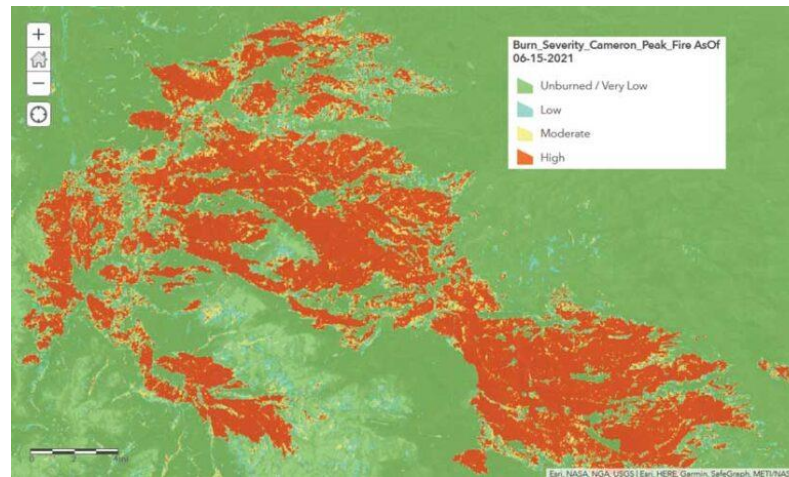 +
−
Burn_Severity_Cameron_Peak_Fire AsOf
06-15-2021
Unburned / Very Low
Low
Moderate
High
Esri, NASA, NGA, USGS | Esri, HERE, Garmin, SafeGraph, METI/NAS